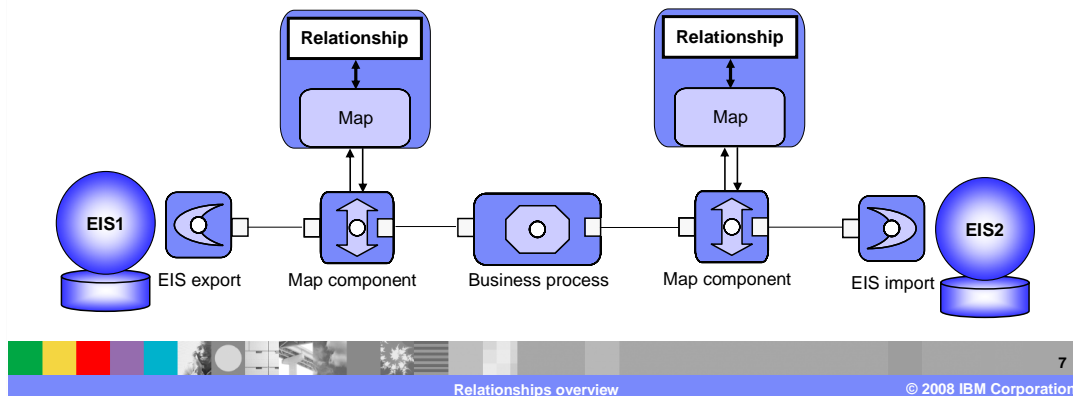 Relationship
Map
Relationship
Map
EIS1
EIS export
Map component
Business process
Map component
EIS import
EIS2
7
Relationships overview
© 2008 IBM Corporation